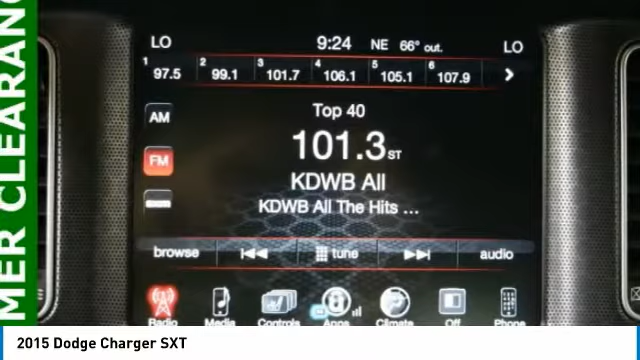 MER CLEARANC
LO 9:24 NE 66° out. LO
1 97.5 2 99.1 3 101.7 4 106.1 5 105.1 6 107.9
AM
Top 40
FM
101.3 ST
KDWB All
KDWB All The Hits ...
browse tune audio
Radio Media Controls Apps Climate Off Phone
2015 Dodge Charger SXT